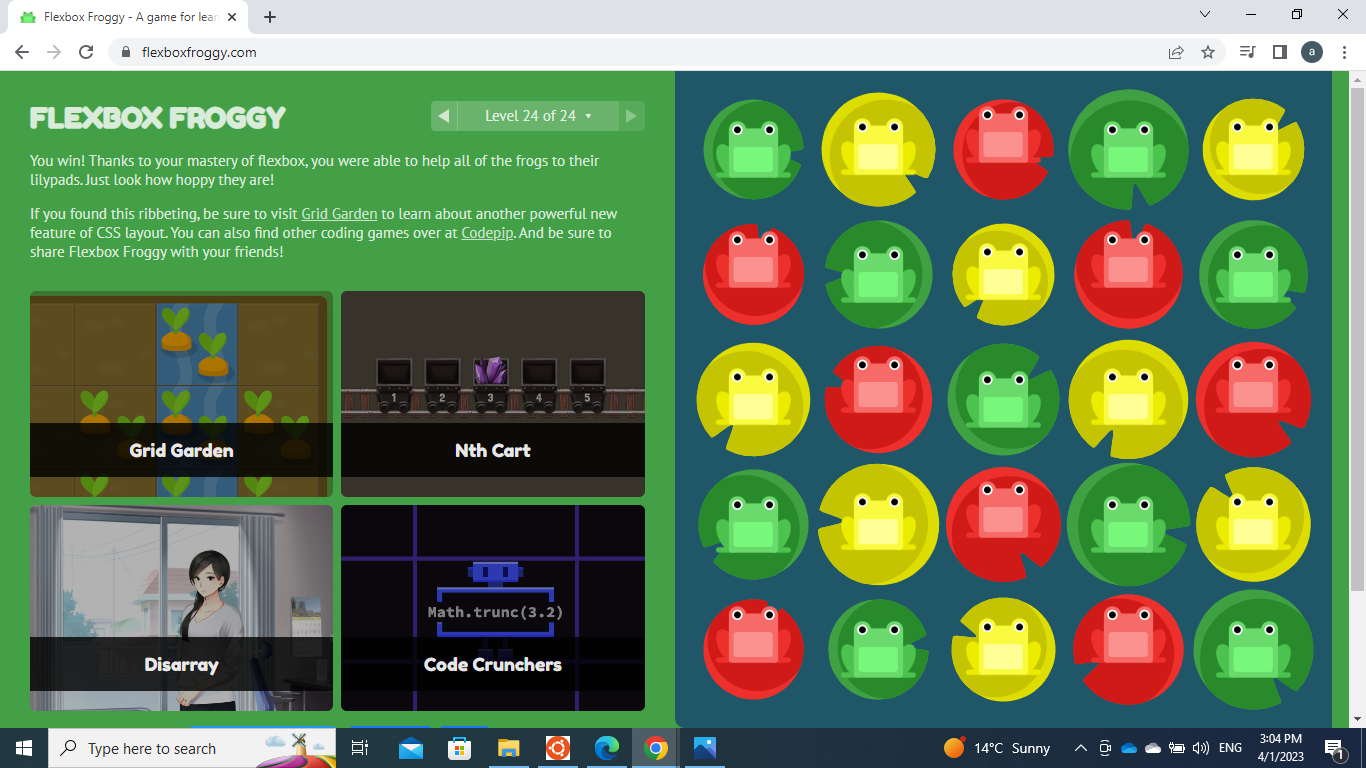 Flexbox Froggy - A game for lear
flexboxfroggy.com
a
FLEXBOX FROGGY
Level 24 of 24
You win! Thanks to your mastery of flexbox, you were able to help all of the frogs to their
lilypads. Just look how hoppy they are!
If you found this ribbeting, be sure to visit Grid Garden to learn about another powerful new
feature of CSS layout. You can also find other coding games over at Codepip. And be sure to
share Flexbox Froggy with your friends!
1 2 3 4 5
Grid Garden
Nth Cart
Math.trunc(3.2)
Disarray
Code Crunchers
Type here to search
14°C Sunny
ENG
3:04 PM
4/1/2023
1